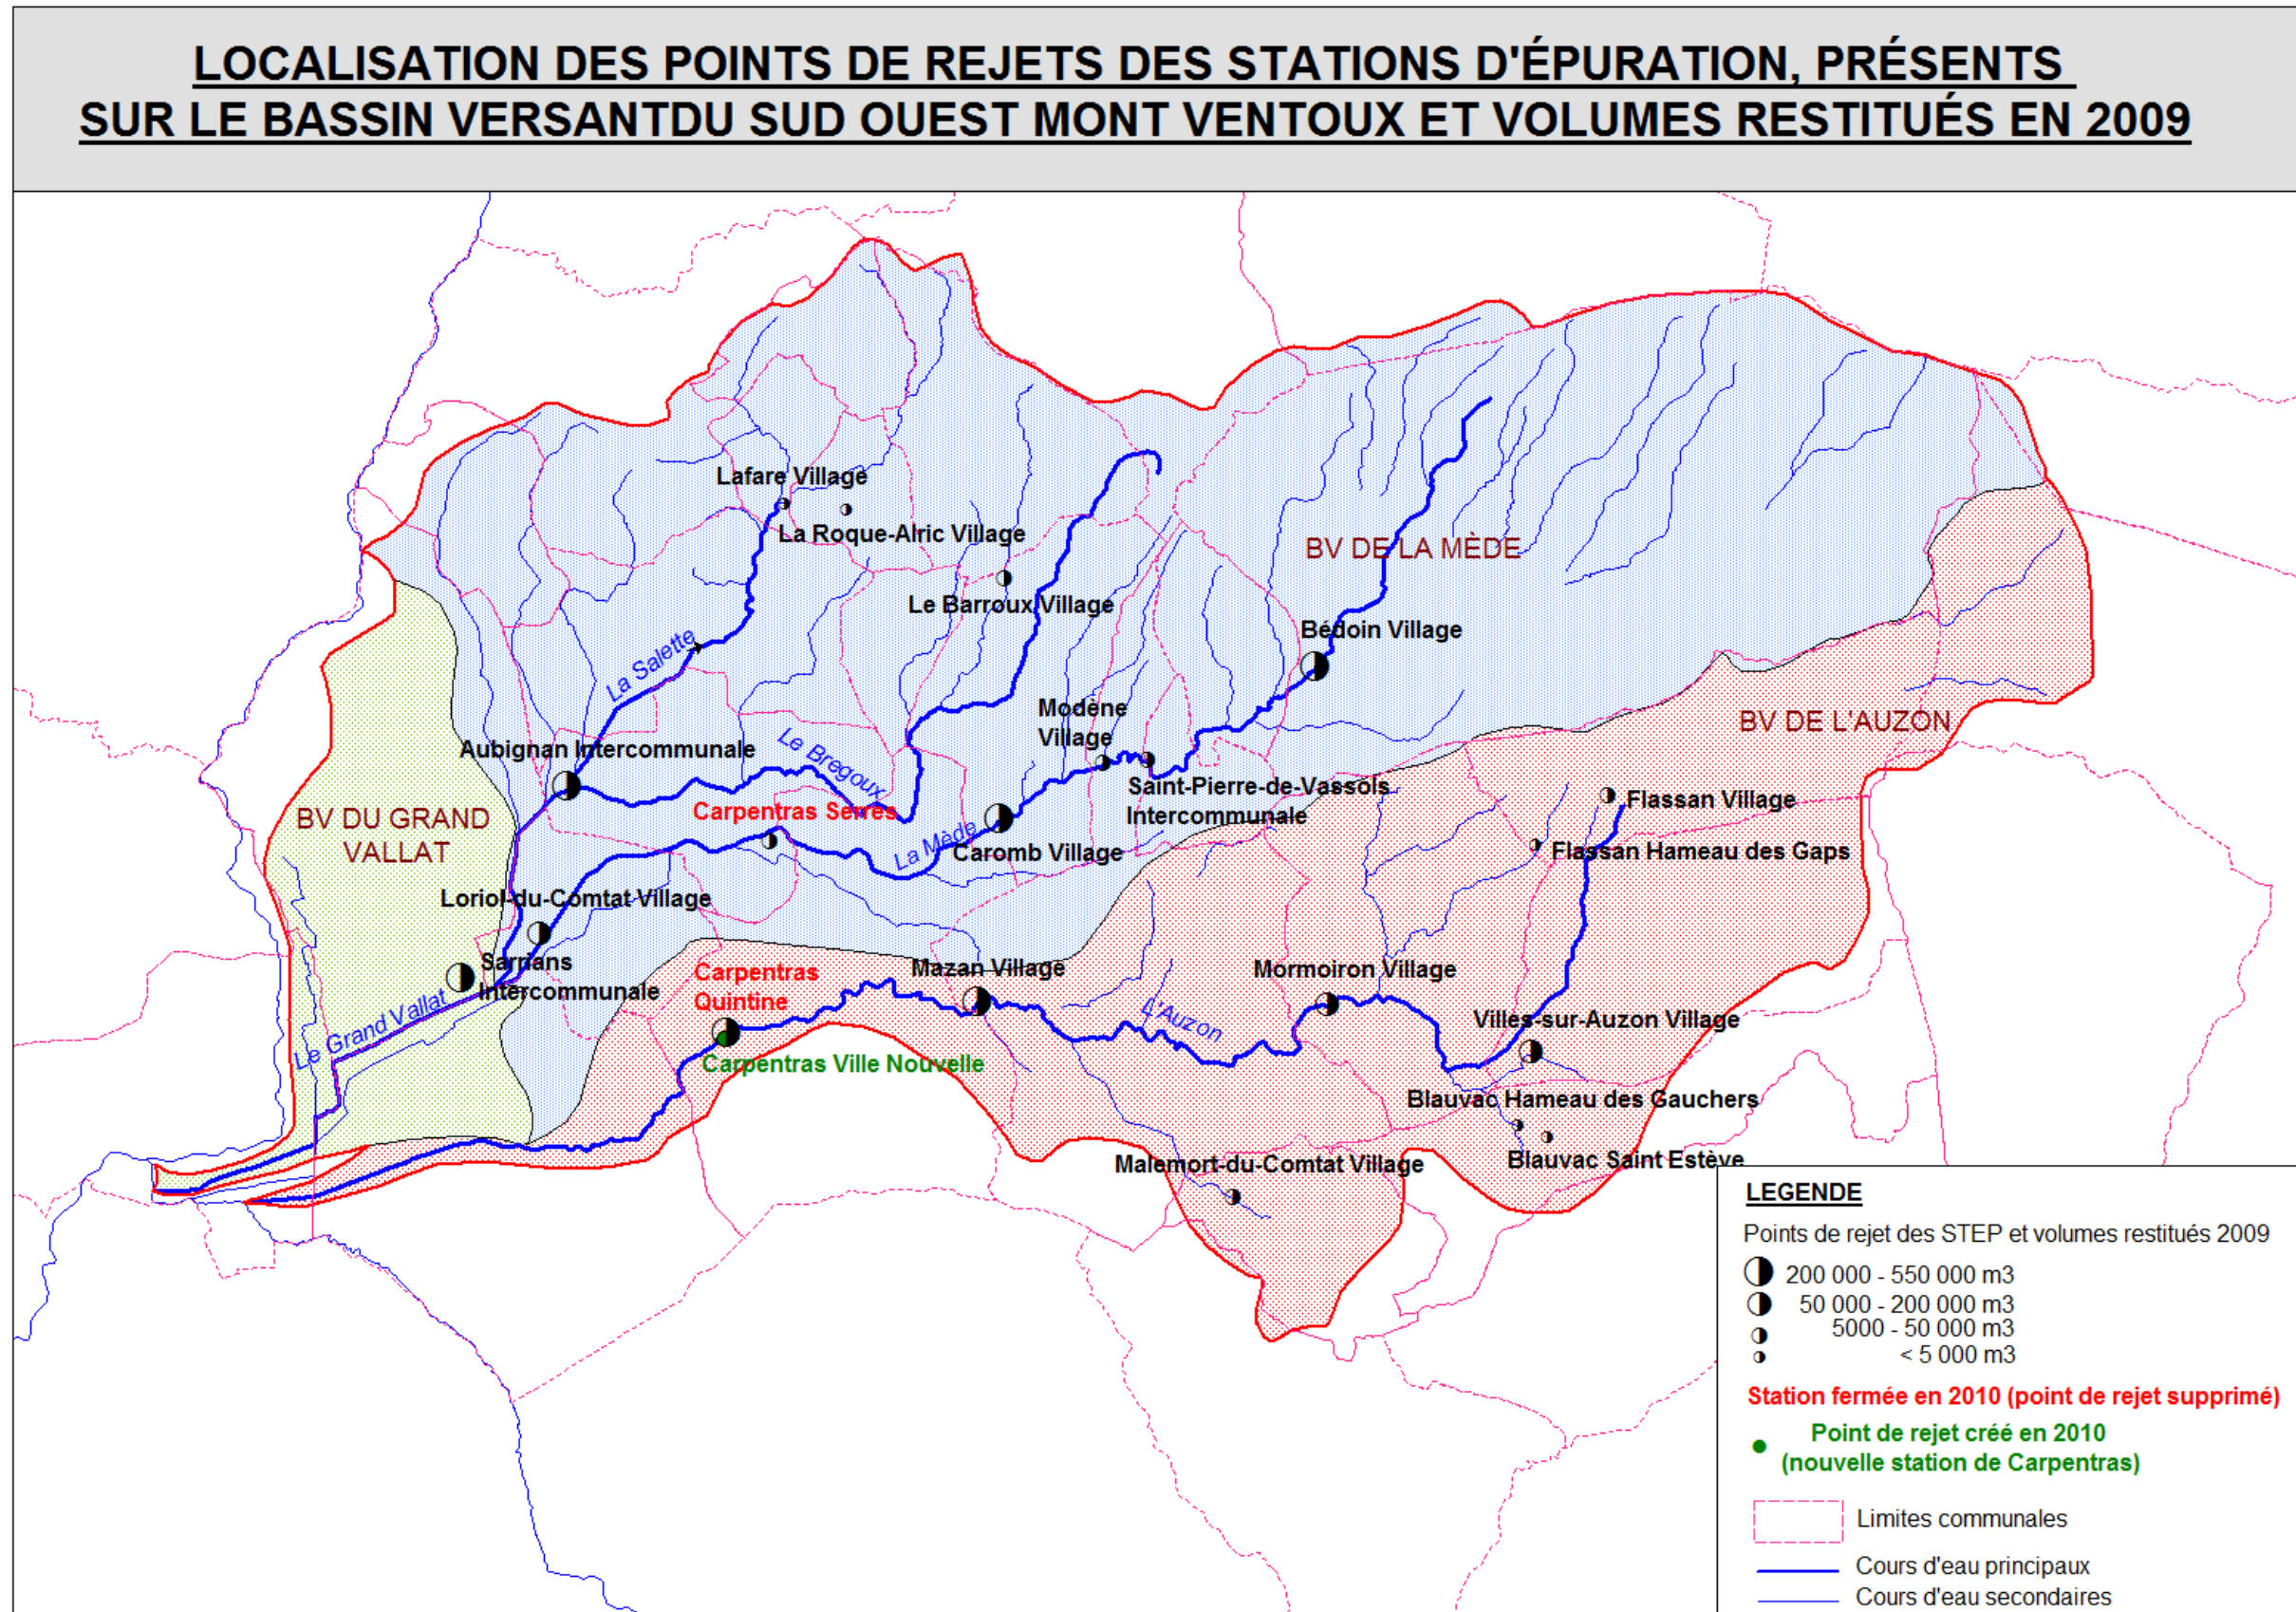 LOCALISATION DES POINTS DE REJETS DES STATIONS D'ÉPURATION, PRÉSENTS
SUR LE BASSIN VERSANTDU SUD OUEST MONT VENTOUX ET VOLUMES RESTITUÉS EN 2009
Lafare Village
La Roque-Alric Village
BV DE LA MÈDE
Le Barroux Village
Bédoin Village
La Salette
Modène
Village
BV DE L'AUZON
Aubignan Intercommunale
Le Bregoux
Saint-Pierre-de-Vassols
Intercommunale
Flassan Village
BV DU GRAND
VALLAT
Carpentras Serres
La Mède
Caromb Village
Flassan Hameau des Gaps
Loriol-du-Comtat Village
Sarrians
Intercommunale
Carpentras
Quintine
Mazan Village
Mormoiron Village
L'Auzon
Villes-sur-Auzon Village
Le Grand Vallat
Carpentras Ville Nouvelle
Blauvac Hameau des Gauchers
Malemort-du-Comtat Village
Blauvac Saint Estève
LEGENDE
Points de rejet des STEP et volumes restitués 2009
200 000 - 550 000 m3
50 000 - 200 000 m3
5000 - 50 000 m3
< 5 000 m3
Station fermée en 2010 (point de rejet supprimé)
Point de rejet créé en 2010
(nouvelle station de Carpentras)
Limites communales
Cours d'eau principaux
Cours d'eau secondaires